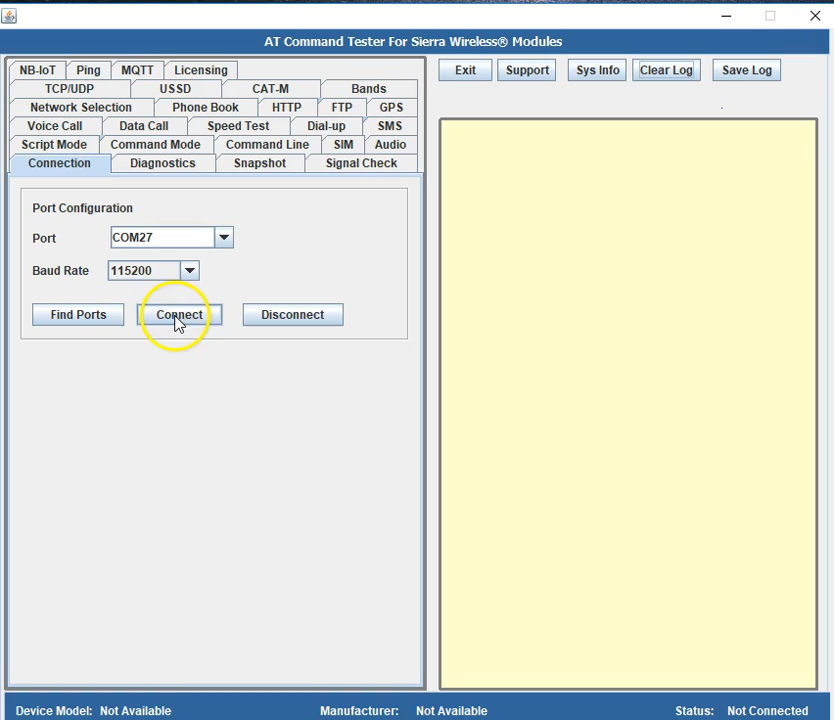 AT Command Tester For Sierra Wireless® Modules
NB-IoT Ping MQTT Licensing
TCP/UDP USSD CAT-M Bands
Network Selection Phone Book HTTP FTP GPS
Voice Call Data Call Speed Test Dial-up SMS
Script Mode Command Mode Command Line SIM Audio
Connection Diagnostics Snapshot Signal Check
Exit Support Sys Info Clear Log Save Log
Port Configuration
Port COM27
Baud Rate 115200
Find Ports Connect Disconnect
Device Model: Not Available Manufacturer: Not Available Status: Not Connected